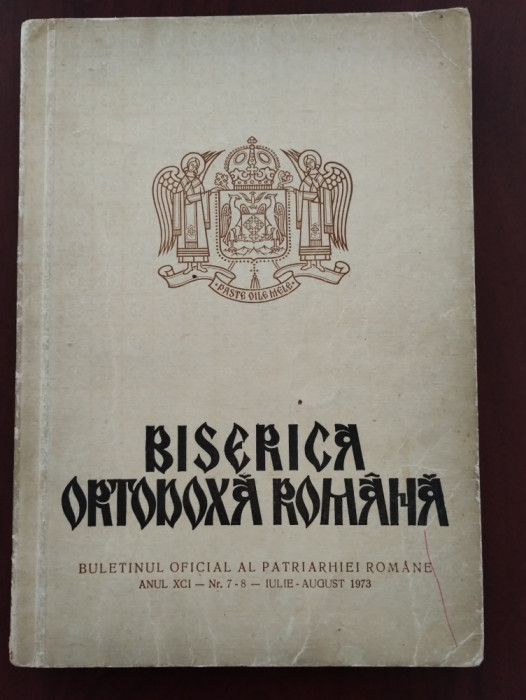 PASTE OILE MELE
BISERICA
ORTODOXĂ ROMÂNĂ
BULETINUL OFICIAL AL PATRIARHIEI ROMÂNE
ANUL XCI — Nr. 7-8 — IULIE-AUGUST 1973